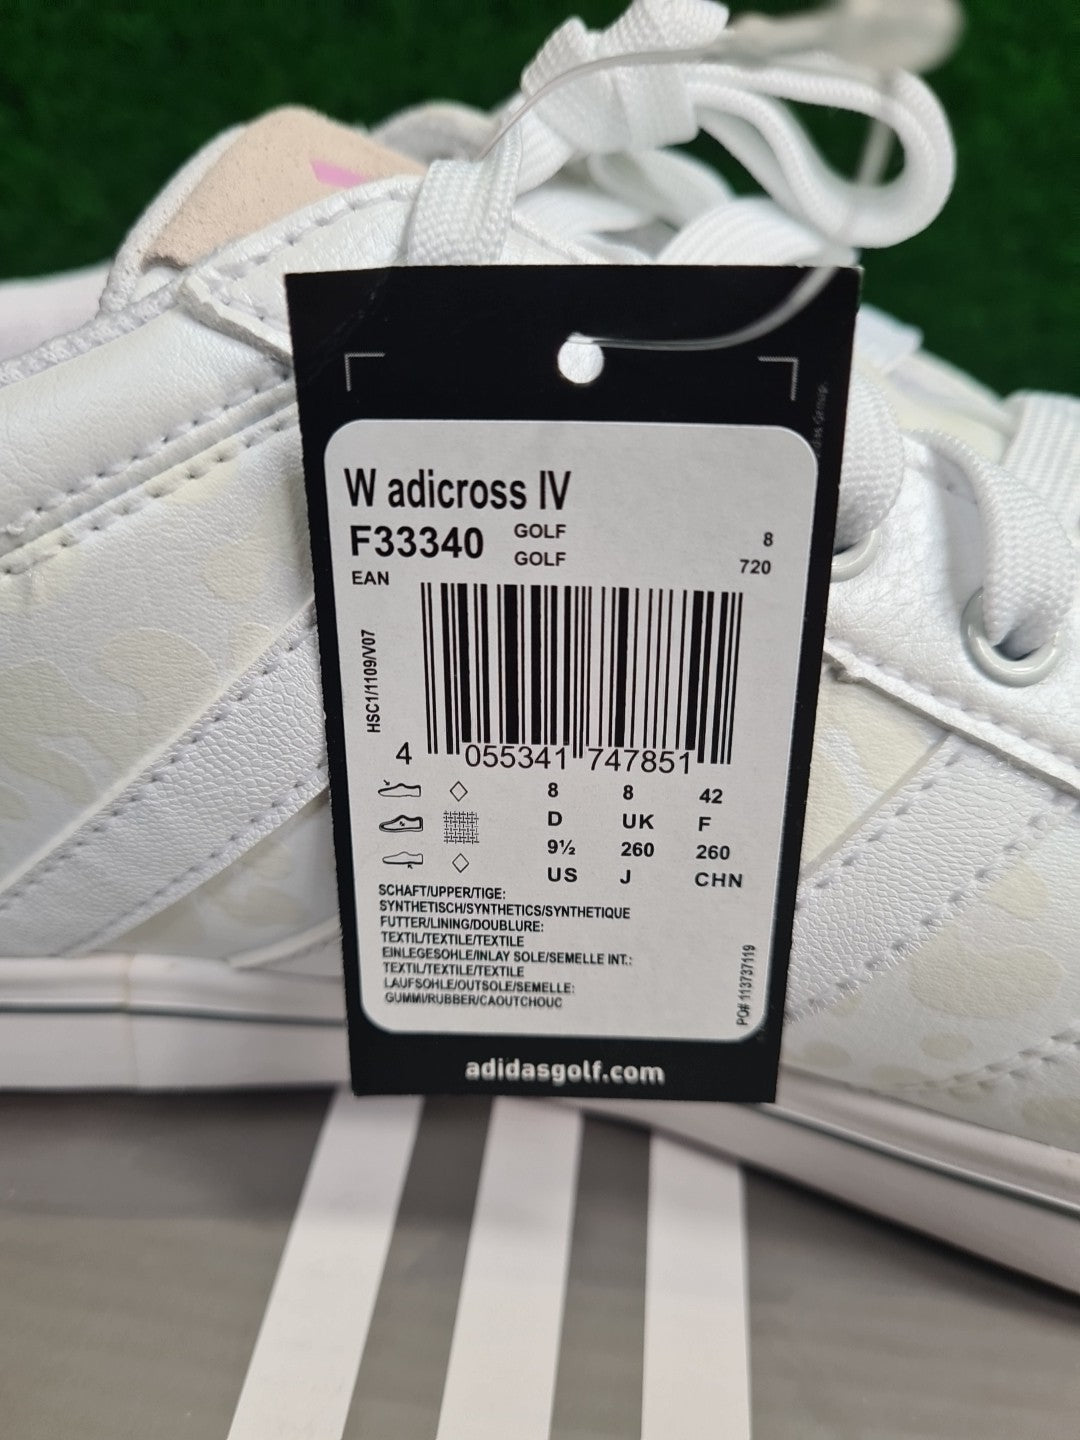 W adicross IV
F33340 GOLF 8
GOLF 720
EAN
HSC1/1109/V07
4 055341 747851
8 8 42
D UK F
9½ 260 260
US J CHN
SCHAFT/UPPER/TIGE:
SYNTHETISCH/SYNTHETICS/SYNTHETIQUE
FUTTER/LINING/DOUBLURE:
TEXTIL/TEXTILE/TEXTILE
EINLEGESOHLE/INLAY SOLE/SEMELLE INT.:
TEXTIL/TEXTILE/TEXTILE
LAUFSOHLE/OUTSOLE/SEMELLE:
GUMMI/RUBBER/CAOUTCHOUC
PO# 113737119
adidasgolf.com